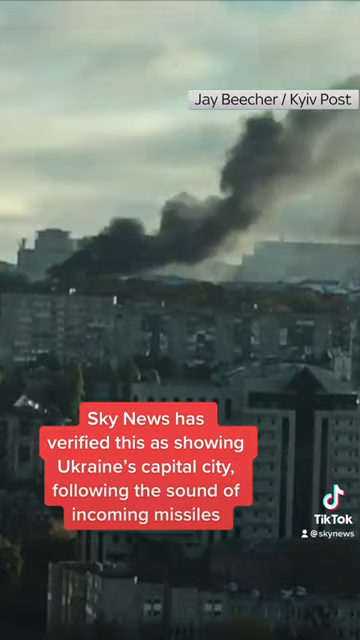 Jay Beecher / Kyiv Post
Sky News has
verified this as showing
Ukraine's capital city,
following the sound of
incoming missiles
TikTok
@skynews